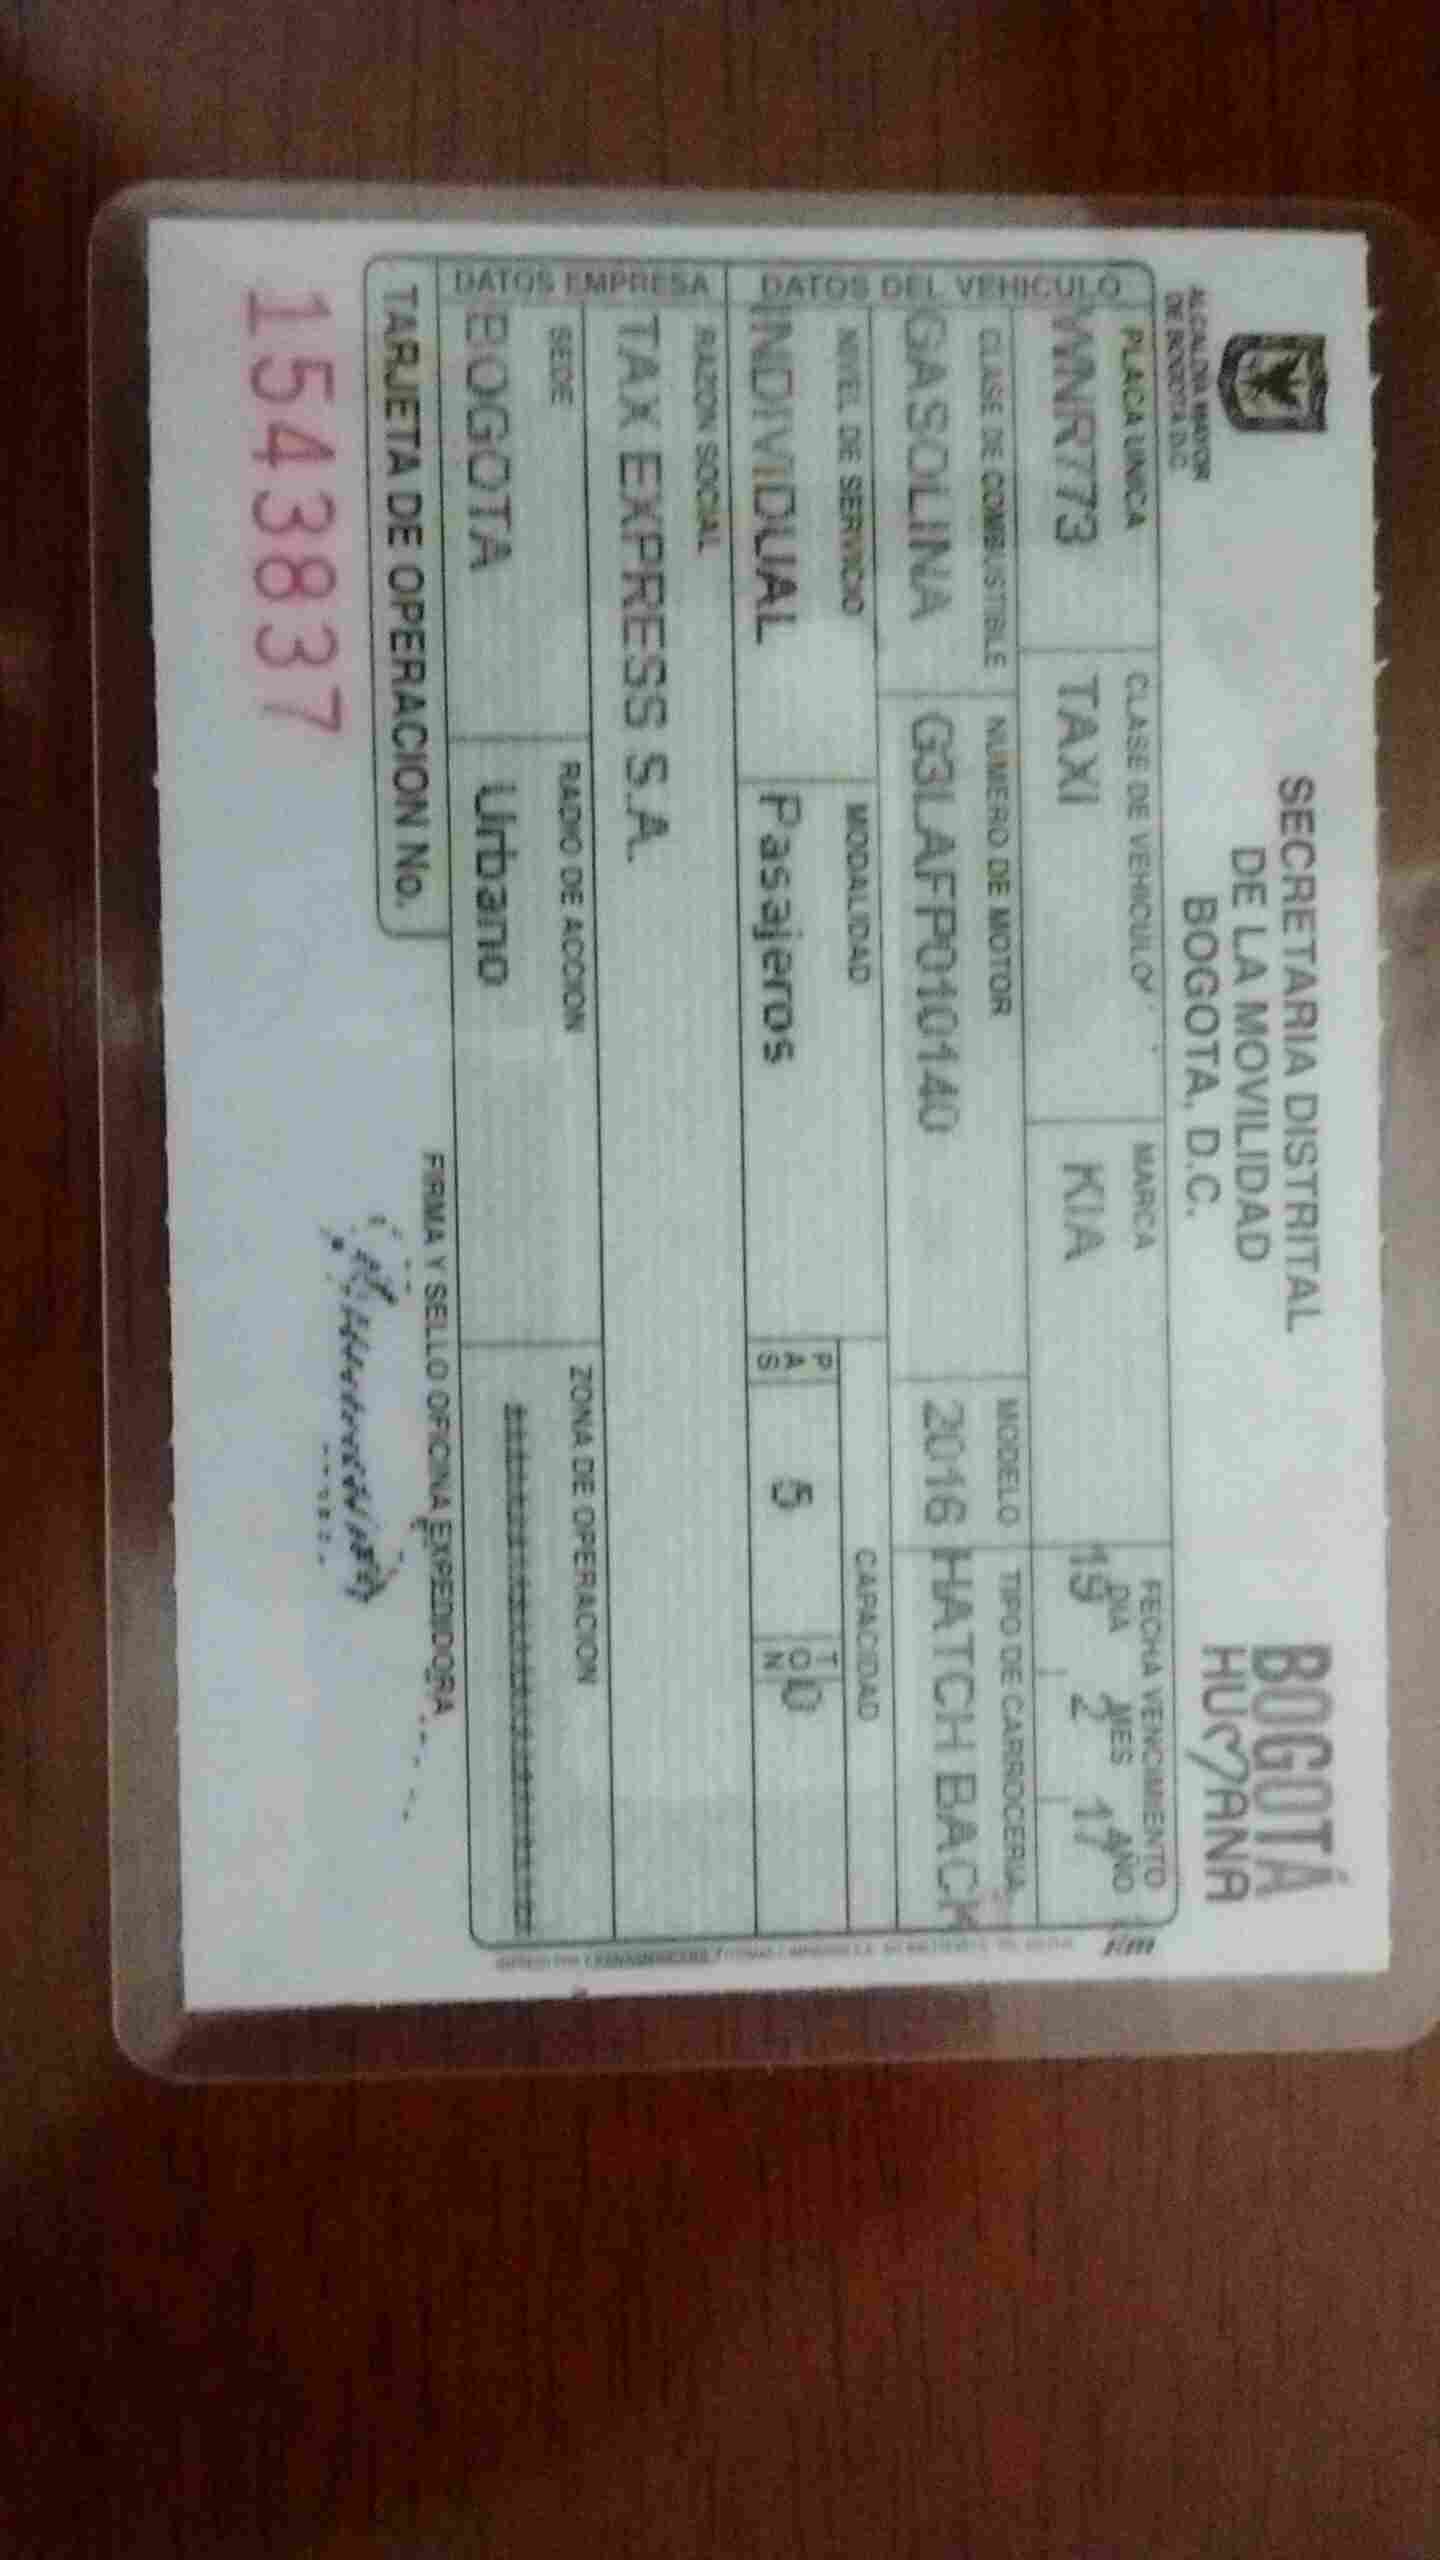 ALCALDIA MAYOR
DE BOGOTA D.C.
SECRETARIA DISTRITAL
DE LA MOVILIDAD
BOGOTA, D.C.
BOGOTÁ
HUMANA
DATOS DEL VEHICULO
PLACA UNICA CLASE DE VEHICULO MARCA FECHA VENCIMIENTO
DIA MES AÑO
WNR773 TAXI KIA 19 2 17
CLASE DE COMBUSTIBLE NUMERO DE MOTOR MODELO TIPO DE CARROCERIA
GASOLINA G3LAFP010140 2016 HATCH BACK
NIVEL DE SERVICIO MODALIDAD CAPACIDAD
INDIVIDUAL Pasajeros PAS 5 TON 0
DATOS EMPRESA
RAZON SOCIAL
TAX EXPRESS S.A.
SEDE RADIO DE ACCION ZONA DE OPERACION
BOGOTA Urbano
TARJETA DE OPERACION No. FIRMA Y SELLO OFICINA EXPEDIDORA
1543837